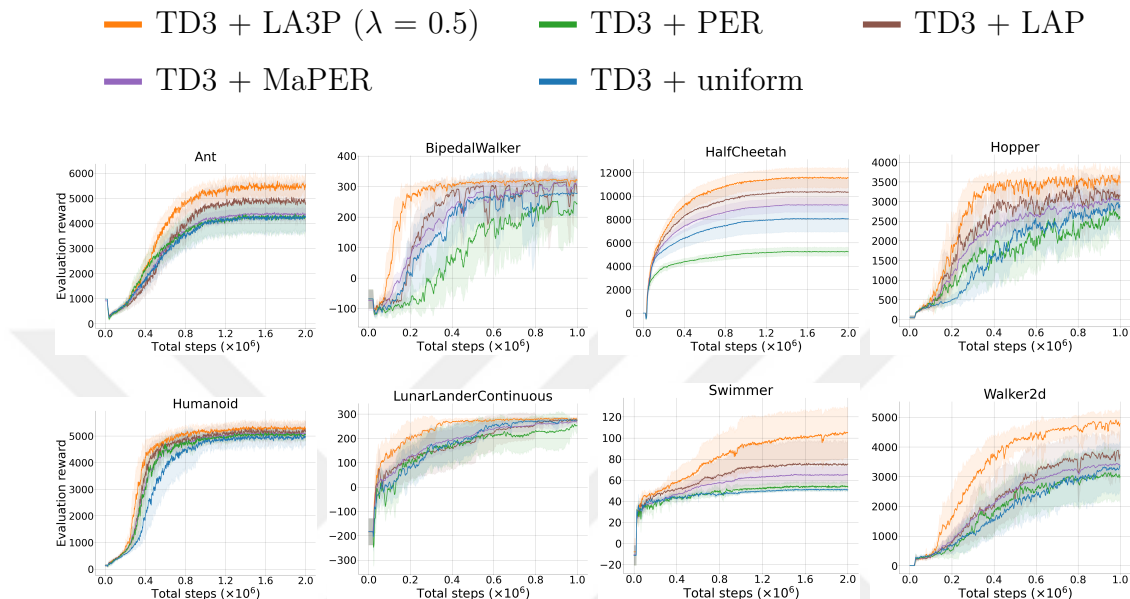 TD3 + LA3P (λ = 0.5) TD3 + PER TD3 + LAP
TD3 + MaPER TD3 + uniform
Ant BipedalWalker HalfCheetah Hopper
Evaluation reward
6000 5000 4000 3000 2000 1000 0
0.0 0.4 0.8 1.2 1.6 2.0
Total steps (×10⁶)
400 300 200 100 0 −100
0.0 0.2 0.4 0.6 0.8 1.0
Total steps (×10⁶)
12000 10000 8000 6000 4000 2000 0
0.0 0.4 0.8 1.2 1.6 2.0
Total steps (×10⁶)
4000 3500 3000 2500 2000 1500 1000 500 0
0.0 0.2 0.4 0.6 0.8 1.0
Total steps (×10⁶)
Humanoid LunarLanderContinuous Swimmer Walker2d
Evaluation reward
5000 4000 3000 2000 1000 0
0.0 0.4 0.8 1.2 1.6 2.0
Total steps (×10⁶)
300 200 100 0 −100 −200 −300
0.0 0.2 0.4 0.6 0.8 1.0
Total steps (×10⁶)
120 100 80 60 40 20 0 −20
0.0 0.4 0.8 1.2 1.6 2.0
Total steps (×10⁶)
5000 4000 3000 2000 1000 0
0.0 0.2 0.4 0.6 0.8 1.0
Total steps (×10⁶)